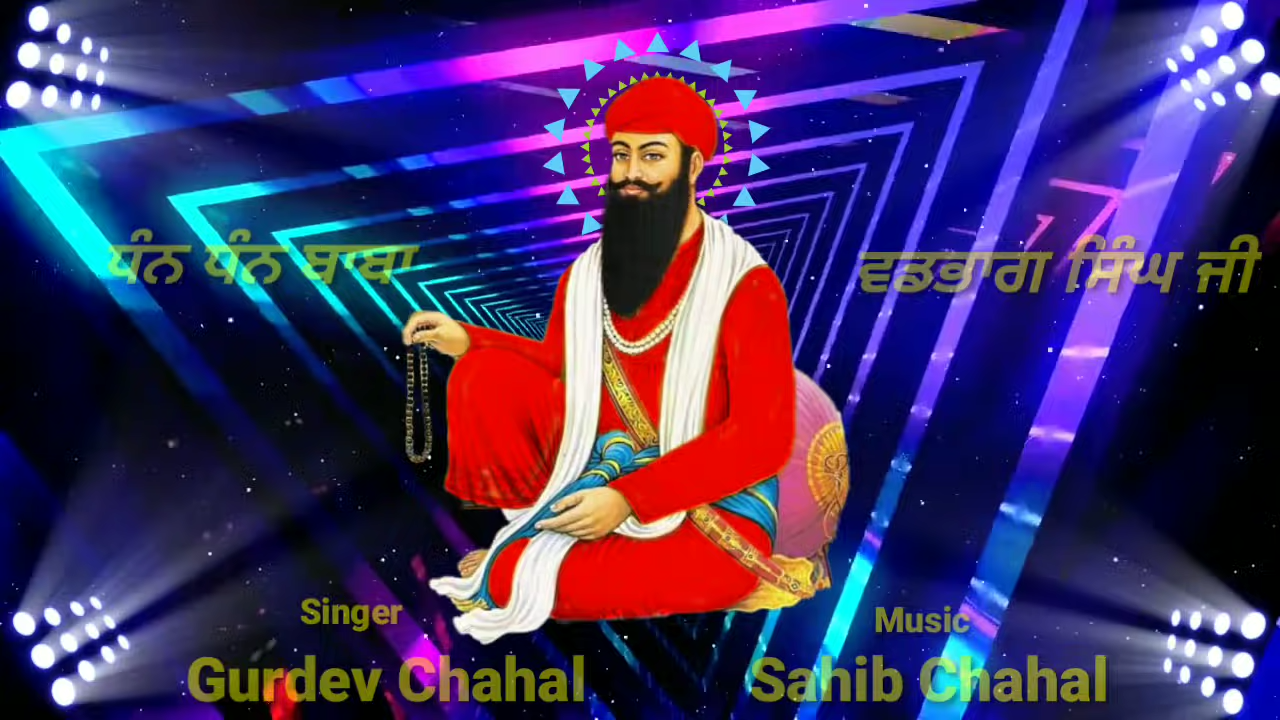 ਧੰਨ ਧੰਨ ਬਾਬਾ
ਵਡਭਾਗ ਸਿੰਘ ਜੀ
Singer
Music
Gurdev Chahal
Sahib Chahal